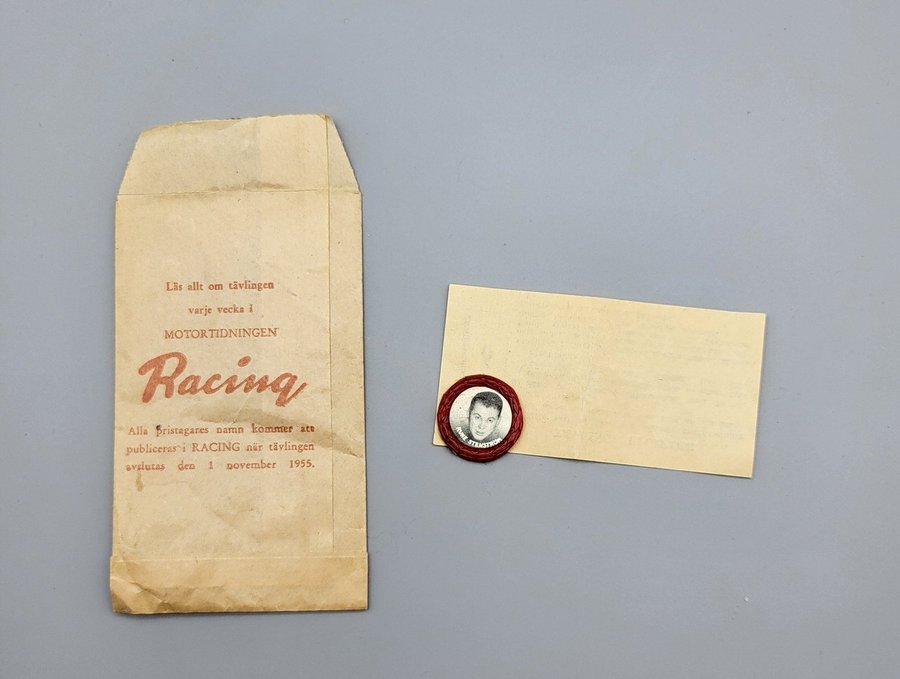 Läs allt om tävlingen
varje vecka i
MOTORTIDNINGEN
Racing
Alla pristagares namn kommer att
publiceras i RACING när tävlingen
avslutas den 1 november 1955.
STENSTRÖM